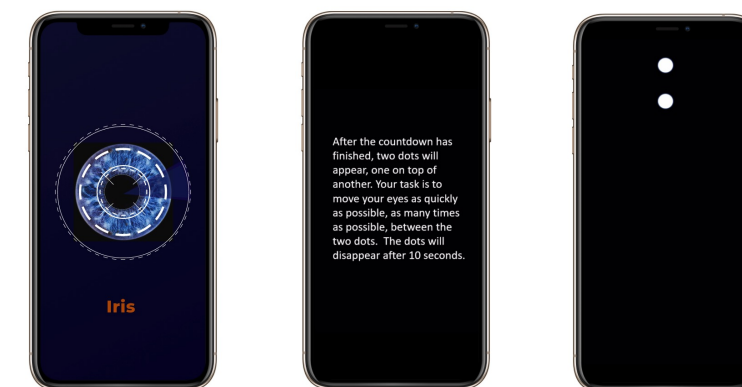 Iris
After the countdown has
finished, two dots will
appear, one on top of
another. Your task is to
move your eyes as quickly
as possible, as many times
as possible, between the
two dots. The dots will
disappear after 10 seconds.